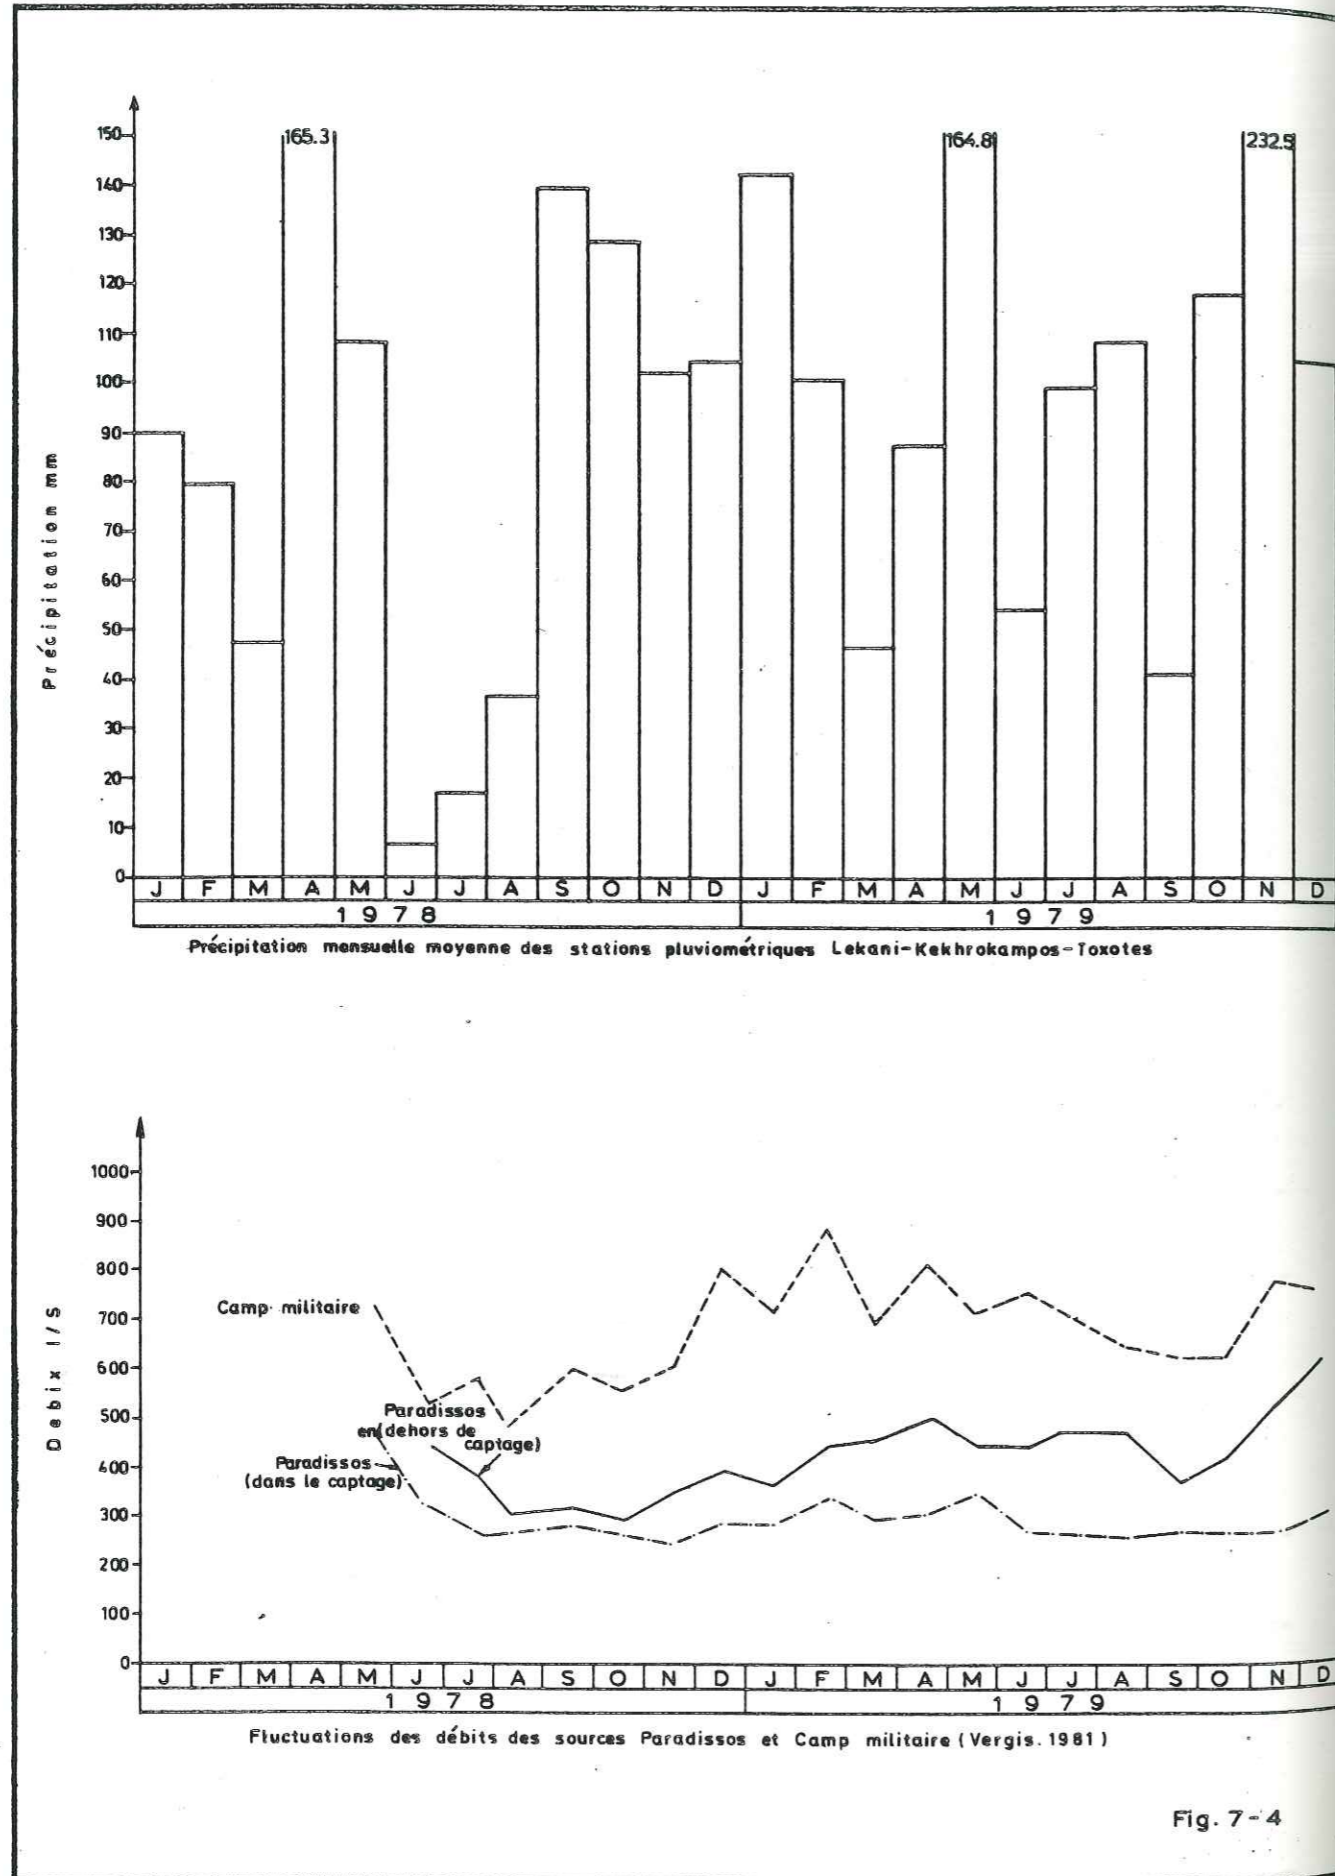 Précipitation mm
150
140
130
120
110
100
90
80
70
60
50
40
30
20
10
0
165.3
164.8
232.5
J F M A M J J A S O N D J F M A M J J A S O N D
1978 1979
Précipitation mensuelle moyenne des stations pluviométriques Lekani-Kekhrokampos-Toxotes
Debix l/S
1000
900
800
700
600
500
400
300
200
100
0
Camp militaire
Paradissos
en(dehors de
captage)
Paradissos
(dans le captage)
J F M A M J J A S O N D J F M A M J J A S O N D
1978 1979
Fluctuations des débits des sources Paradissos et Camp militaire (Vergis. 1981)
Fig. 7-4